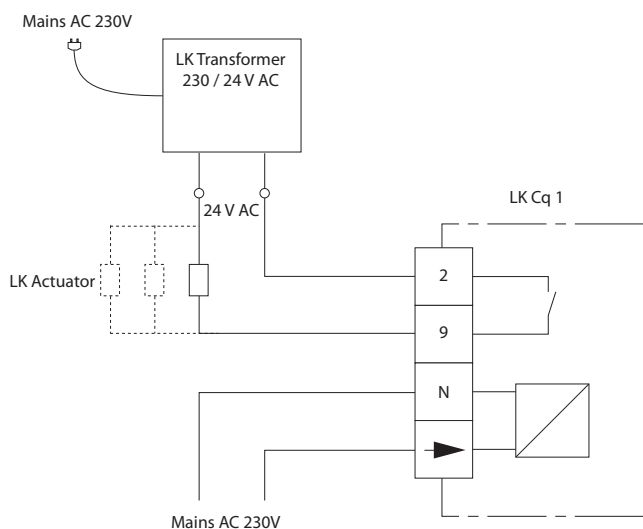 Mains AC 230V
LK Transformer
230 / 24 V AC
24 V AC
LK Cq 1
LK Actuator
2
9
N
Mains AC 230V